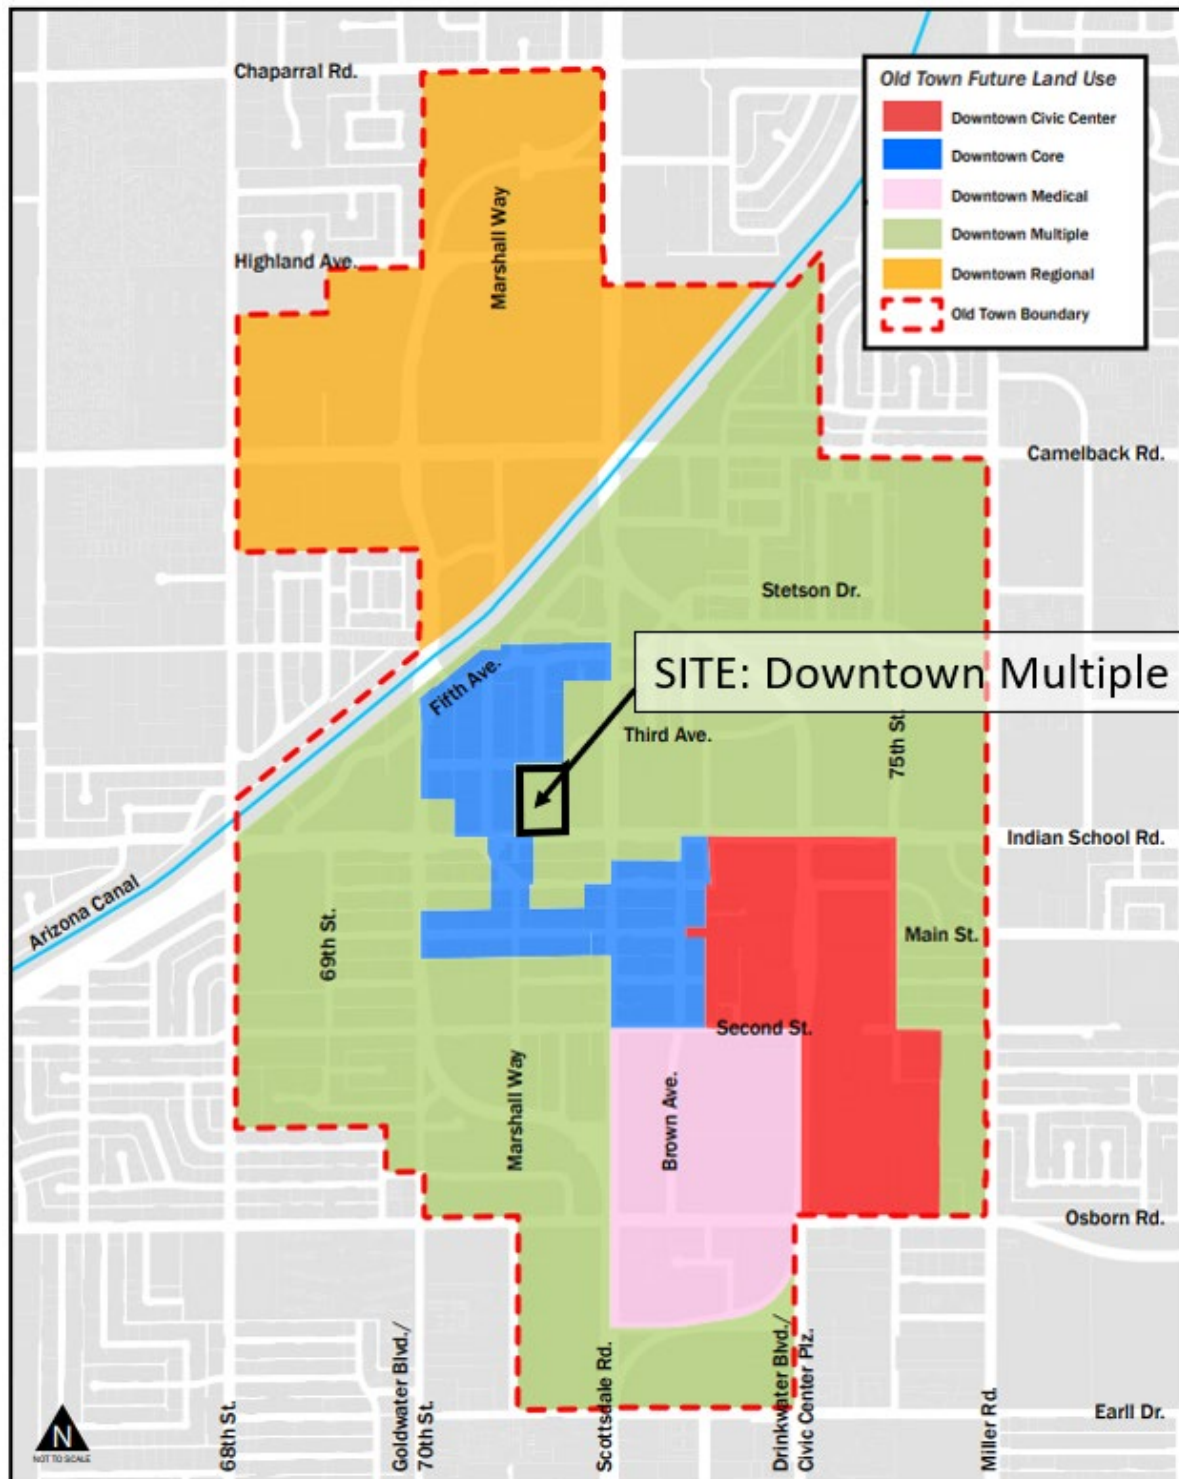 Chaparral Rd.
Old Town Future Land Use
Downtown Civic Center
Downtown Core
Downtown Medical
Downtown Multiple
Downtown Regional
Old Town Boundary
Marshall Way
Highland Ave.
Camelback Rd.
Stetson Dr.
SITE: Downtown Multiple
Fifth Ave.
Third Ave.
75th St.
Indian School Rd.
Arizona Canal
69th St.
Main St.
Second St.
Marshall Way
Brown Ave.
Osborn Rd.
68th St.
Goldwater Blvd./
70th St.
Scottsdale Rd.
Drinkwater Blvd./
Civic Center Plz.
Miller Rd.
Earll Dr.
N
NOT TO SCALE